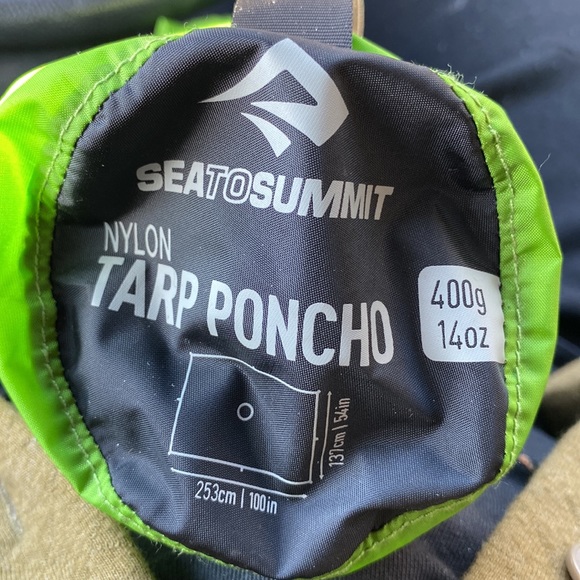 SEATOSUMMIT
NYLON
TARP PONCHO
400g
14oz
137cm | 54in
253cm | 100in